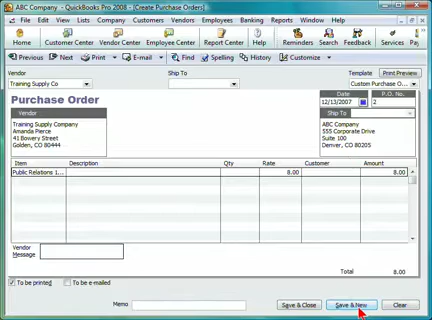 ABC Company - QuickBooks Pro 2008 - [Create Purchase Orders]
File Edit View Lists Company Customers Vendors Employees Banking Reports Window Help
Home Customer Center Vendor Center Employee Center Report Center Help Reminders Search Feedback Services Pay
Previous Next Print E-mail Find Spelling History Customize
Vendor Ship To Template Print Preview
Training Supply Co Custom Purchase O...
Purchase Order
Date P.O. No.
12/13/2007 2
Vendor Ship To
Training Supply Company
Amanda Pierce
41 Bowery Street
Golden, CO 80444
ABC Company
555 Corporate Drive
Suite 100
Denver, CO 80205
Item Description Qty Rate Customer Amount
Public Relations 1... 8.00 8.00
Vendor
Message
Total 8.00
To be printed To be e-mailed
Memo Save & Close Save & New Clear